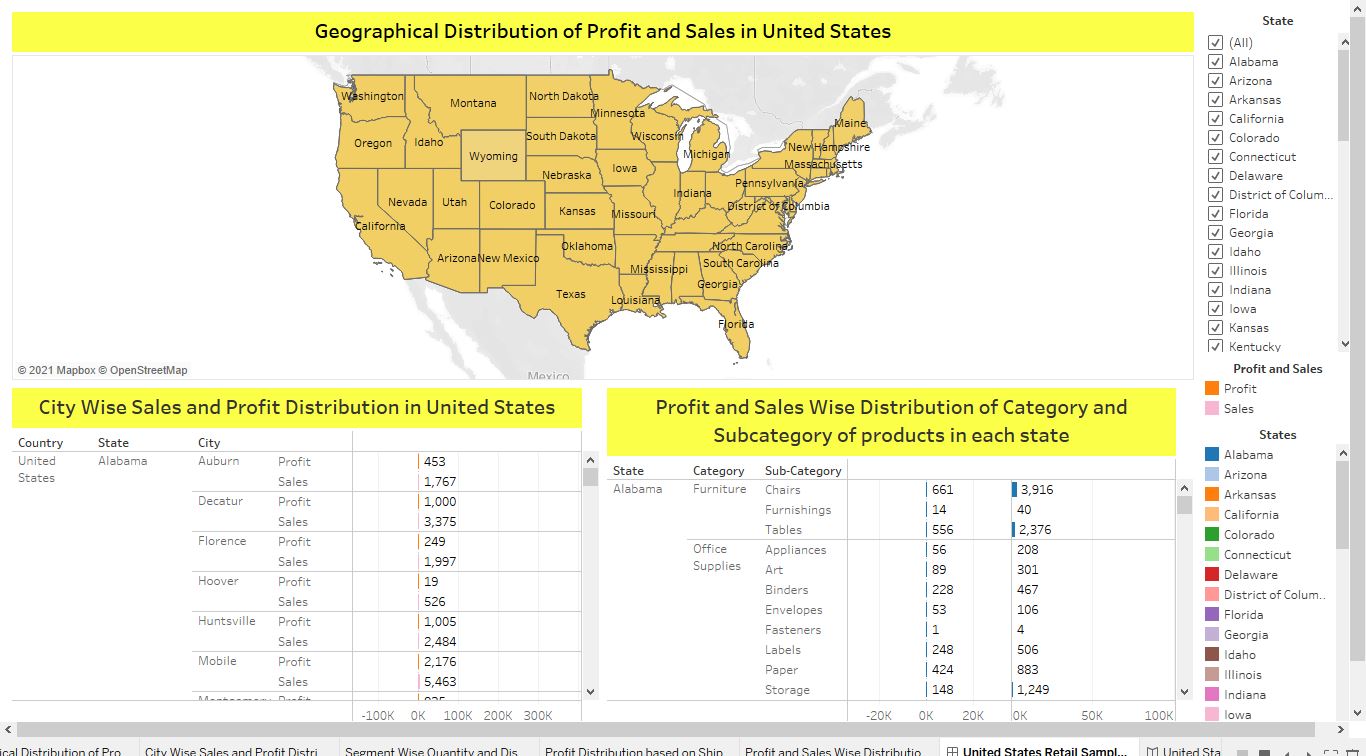 Geographical Distribution of Profit and Sales in United States
Washington
Montana
North Dakota
Minnesota
Maine
Oregon
Idaho
South Dakota
Wisconsin
Michigan
New Hampshire
Massachusetts
Wyoming
Nebraska
Iowa
Pennsylvania
Nevada
Utah
Colorado
Kansas
Missouri
Indiana
District of Columbia
California
Arizona
New Mexico
Oklahoma
North Carolina
South Carolina
Mississippi
Georgia
Texas
Louisiana
Florida
Mexico
© 2021 Mapbox © OpenStreetMap
State
(All)
Alabama
Arizona
Arkansas
California
Colorado
Connecticut
Delaware
District of Colum...
Florida
Georgia
Idaho
Illinois
Indiana
Iowa
Kansas
Kentucky
Profit and Sales
Profit
Sales
States
Alabama
Arizona
Arkansas
California
Colorado
Connecticut
Delaware
District of Colum..
Florida
Georgia
Idaho
Illinois
Indiana
Iowa
City Wise Sales and Profit Distribution in United States
Country State City
United States Alabama Auburn Profit 453
Sales 1,767
Decatur Profit 1,000
Sales 3,375
Florence Profit 249
Sales 1,997
Hoover Profit 19
Sales 526
Huntsville Profit 1,005
Sales 2,484
Mobile Profit 2,176
Sales 5,463
Montgomery Profit
-100K 0K 100K 200K 300K
Profit and Sales Wise Distribution of Category and
Subcategory of products in each state
State Category Sub-Category
Alabama Furniture Chairs 661 3,916
Furnishings 14 40
Tables 556 2,376
Office Supplies Appliances 56 208
Art 89 301
Binders 228 467
Envelopes 53 106
Fasteners 1 4
Labels 248 506
Paper 424 883
Storage 148 1,249
-20K 0K 20K 0K 50K 100K
ical Distribution of Pro... City Wise Sales and Profit Distri... Segment Wise Quantity and Dis... Profit Distribution based on Ship... Profit and Sales Wise Distributio... United States Retail Sampl... United Sta